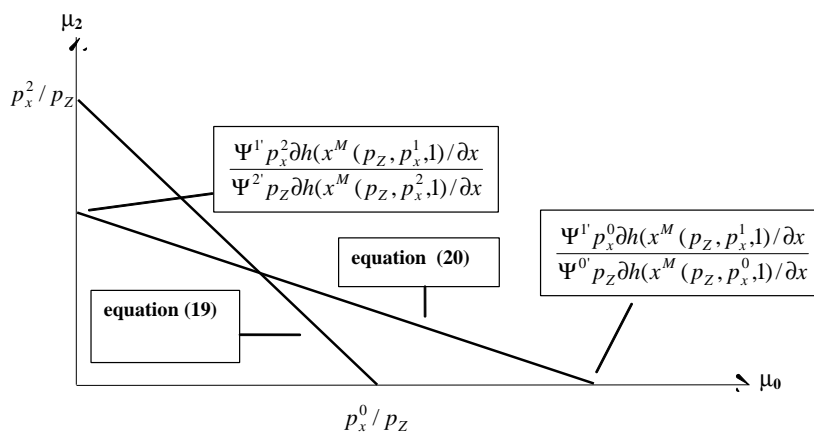 μ₂
p_x^2 / p_Z
Ψ^{1'} p_x^2 ∂h(x^M (p_Z, p_x^1,1)/∂x
Ψ^{2'} p_Z ∂h(x^M (p_Z, p_x^2,1)/∂x
Ψ^{1'} p_x^0 ∂h(x^M (p_Z, p_x^1,1)/∂x
Ψ^{0'} p_Z ∂h(x^M (p_Z, p_x^0,1)/∂x
equation (20)
equation (19)
μ₀
p_x^0 / p_Z